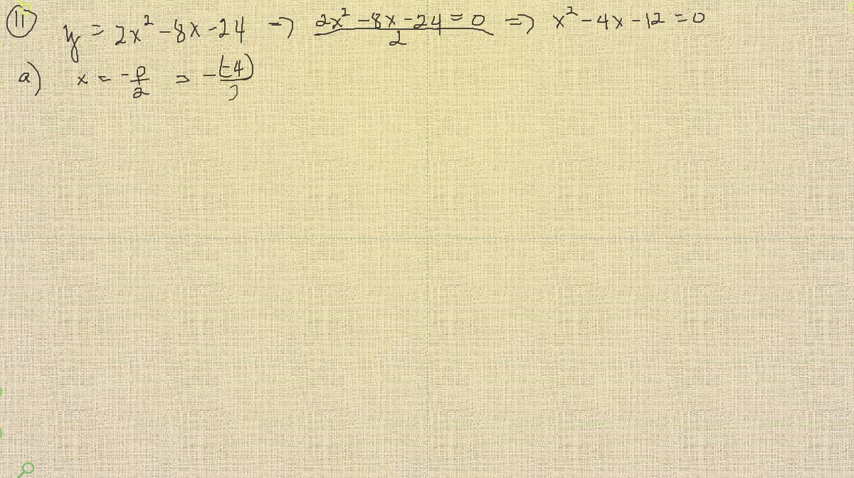 11 y = 2x² - 8x - 24 → (2x² - 8x - 24 = 0)/2 ⇒ x² - 4x - 12 = 0
a) x = -p/2 = -(-4)/2